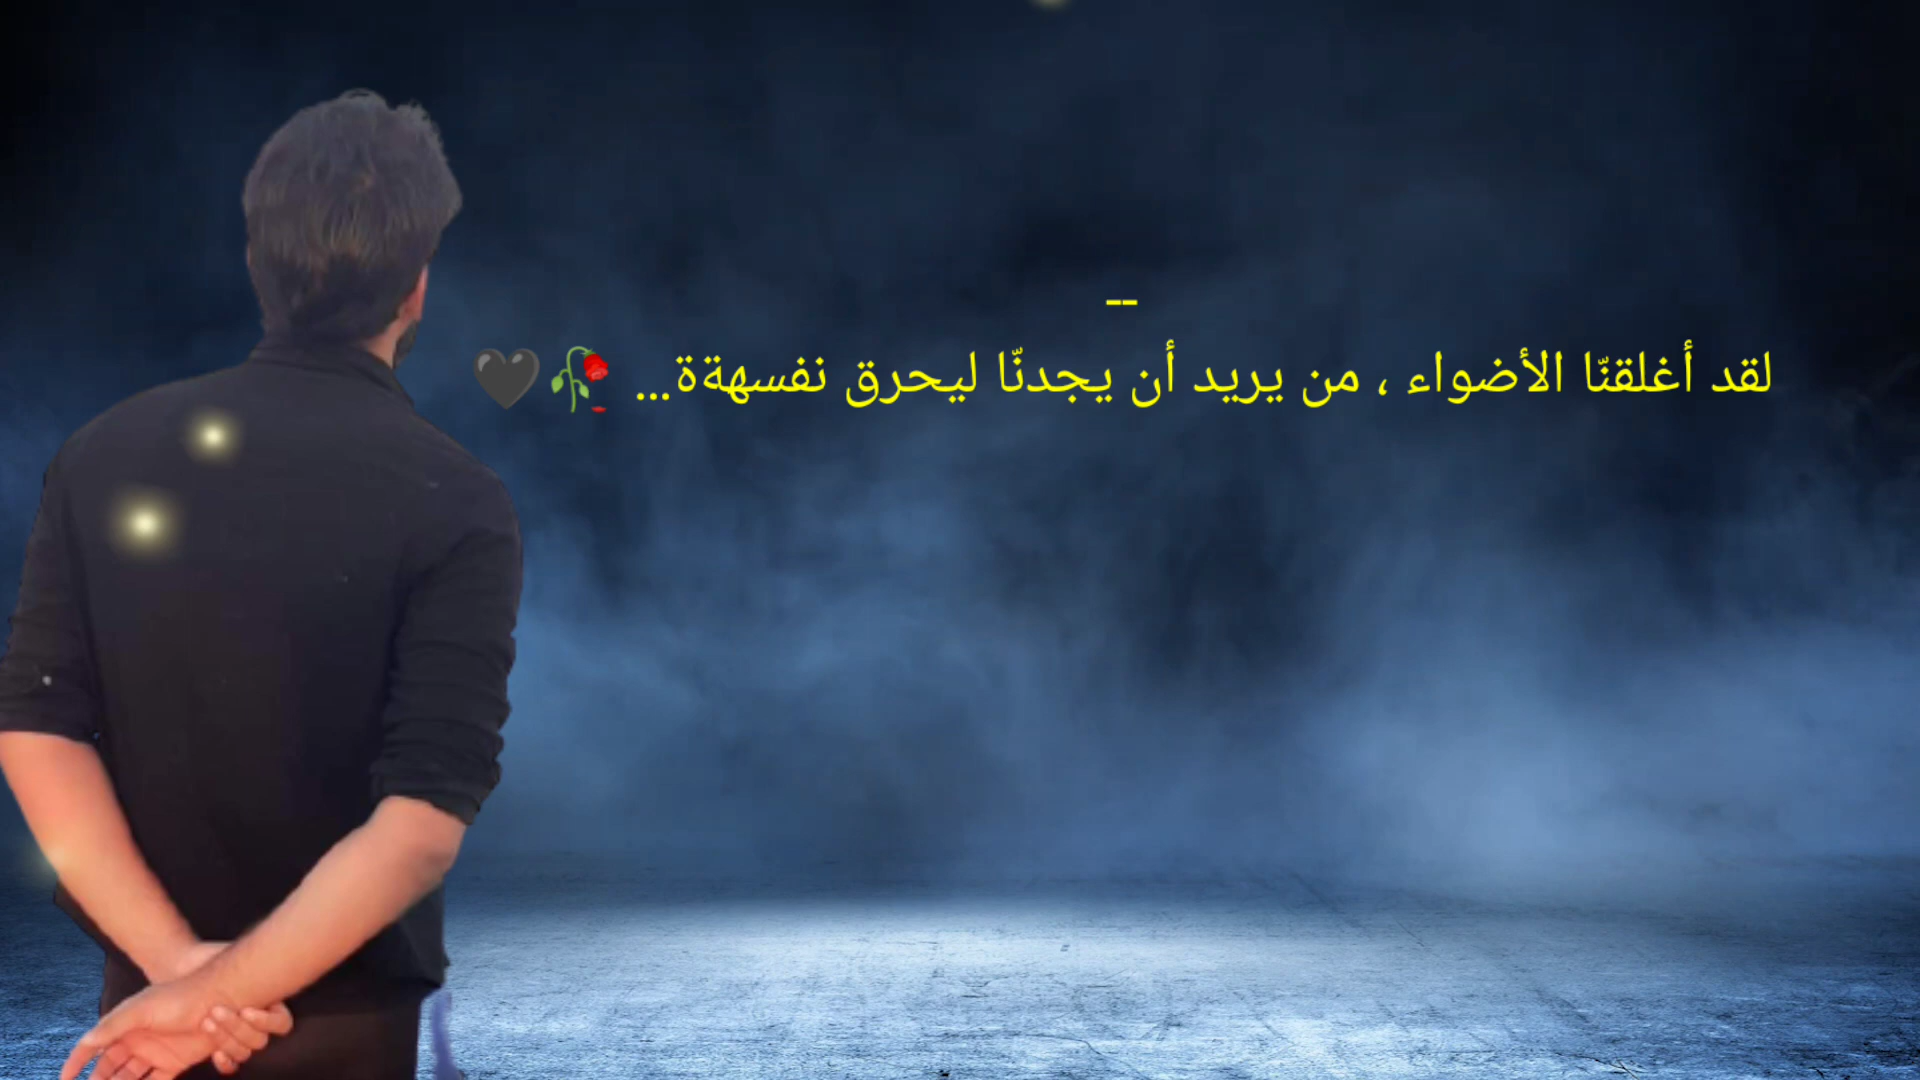 --
لقد أغلقنّا الأضواء ، من يريد أن يجدنّا ليحرق نفسهةة... 🥀🖤